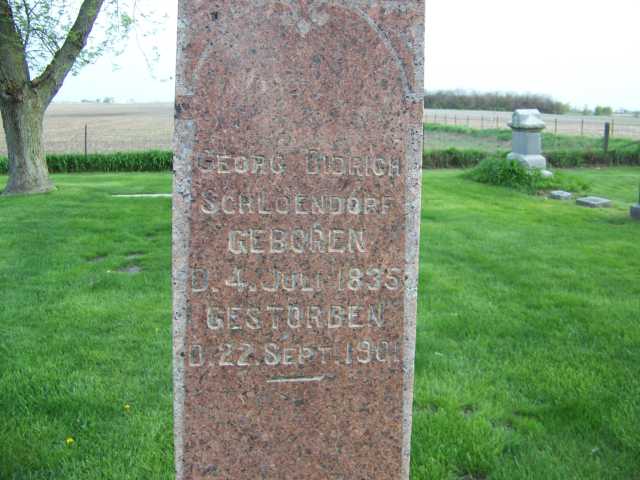 GEORG DIDRICH
SCHLOENDORF
GEBOREN
D. 4. JULI 1835
GESTORBEN
D. 22. SEPT. 1901